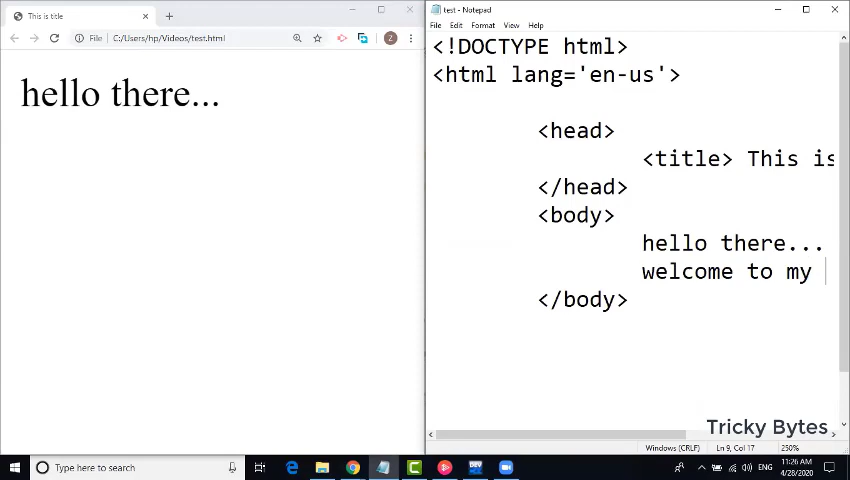 This is title
File
C:/Users/hp/Videos/test.html
Z
hello there...
test - Notepad
File Edit Format View Help
<!DOCTYPE html>
<html lang='en-us'>
<head>
<title> This is
</head>
<body>
hello there...
welcome to my
</body>
Tricky Bytes
Windows (CRLF) Ln 9, Col 17 250%
Type here to search
DEV
ENG
11:26 AM
4/28/2020